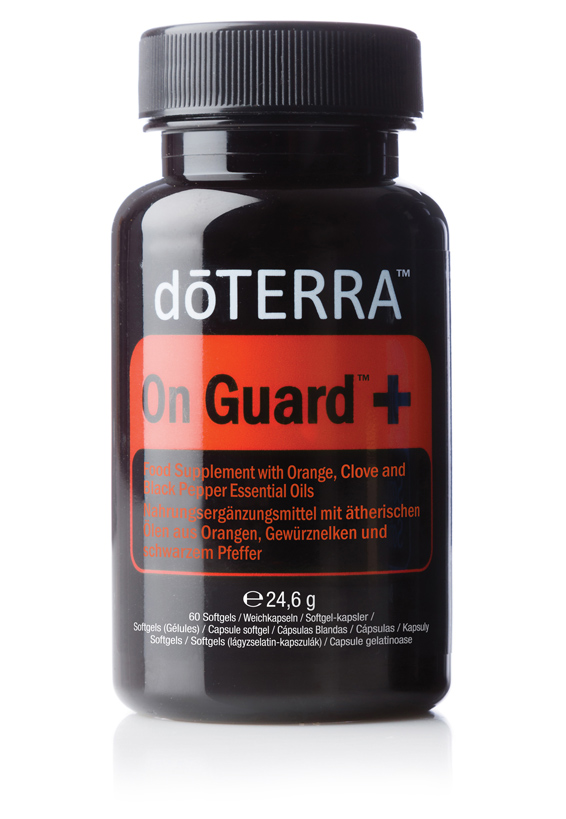 dōTERRA™
On Guard™+
Food Supplement with Orange, Clove and
Black Pepper Essential Oils
Nahrungsergänzungsmittel mit ätherischen
Ölen aus Orangen, Gewürznelken und
schwarzem Pfeffer
℮24,6 g
60 Softgels / Weichkapseln / Softgel-kapsler /
Softgels (Gélules) / Capsule softgel / Cápsulas Blandas / Cápsulas / Kapsuly
Softgels / Softgels (lágyzselatin-kapszulák) / Capsule gelatinoase